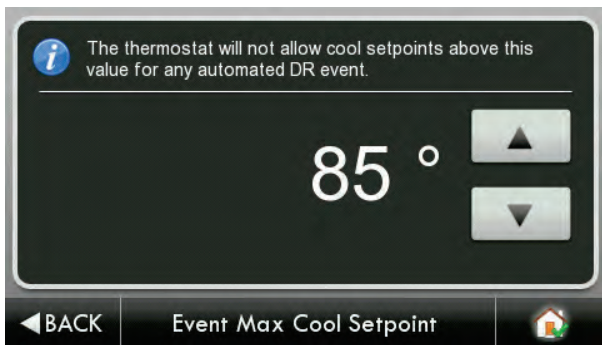 The thermostat will not allow cool setpoints above this
value for any automated DR event.
85 °
BACK
Event Max Cool Setpoint